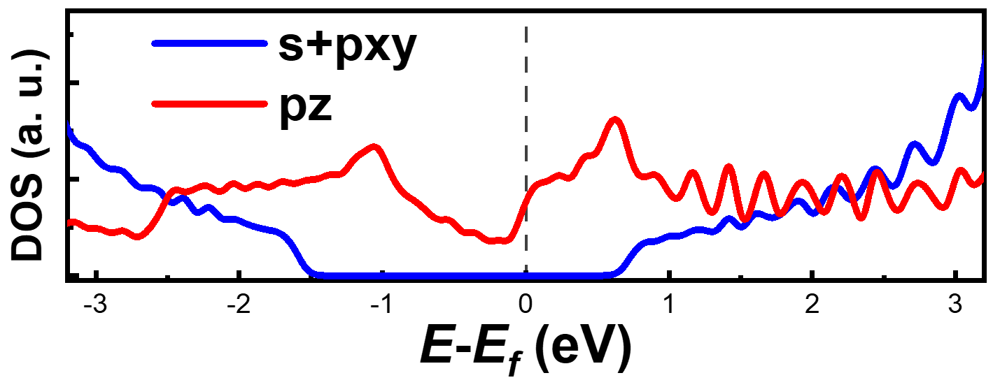 s+pxy
pz
DOS (a. u.)
-3 -2 -1 0 1 2 3
E-Ef (eV)